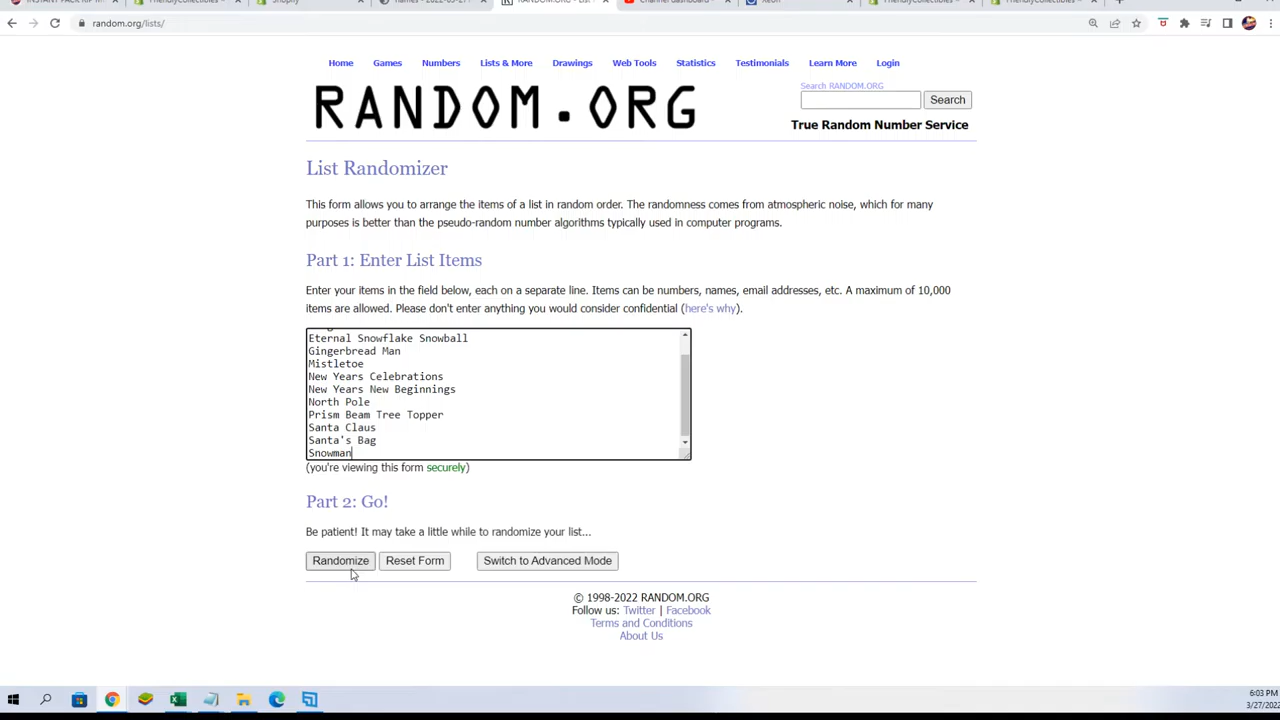 random.org/lists/
Home Games Numbers Lists & More Drawings Web Tools Statistics Testimonials Learn More Login
Search RANDOM.ORG
RANDOM.ORG
Search
True Random Number Service
List Randomizer
This form allows you to arrange the items of a list in random order. The randomness comes from atmospheric noise, which for many
purposes is better than the pseudo-random number algorithms typically used in computer programs.
Part 1: Enter List Items
Enter your items in the field below, each on a separate line. Items can be numbers, names, email addresses, etc. A maximum of 10,000
items are allowed. Please don't enter anything you would consider confidential (here's why).
Eternal Snowflake Snowball
Gingerbread Man
Mistletoe
New Years Celebrations
New Years New Beginnings
North Pole
Prism Beam Tree Topper
Santa Claus
Santa's Bag
Snowman
(you're viewing this form securely)
Part 2: Go!
Be patient! It may take a little while to randomize your list...
Randomize Reset Form Switch to Advanced Mode
© 1998-2022 RANDOM.ORG
Follow us: Twitter | Facebook
Terms and Conditions
About Us
6:03 PM